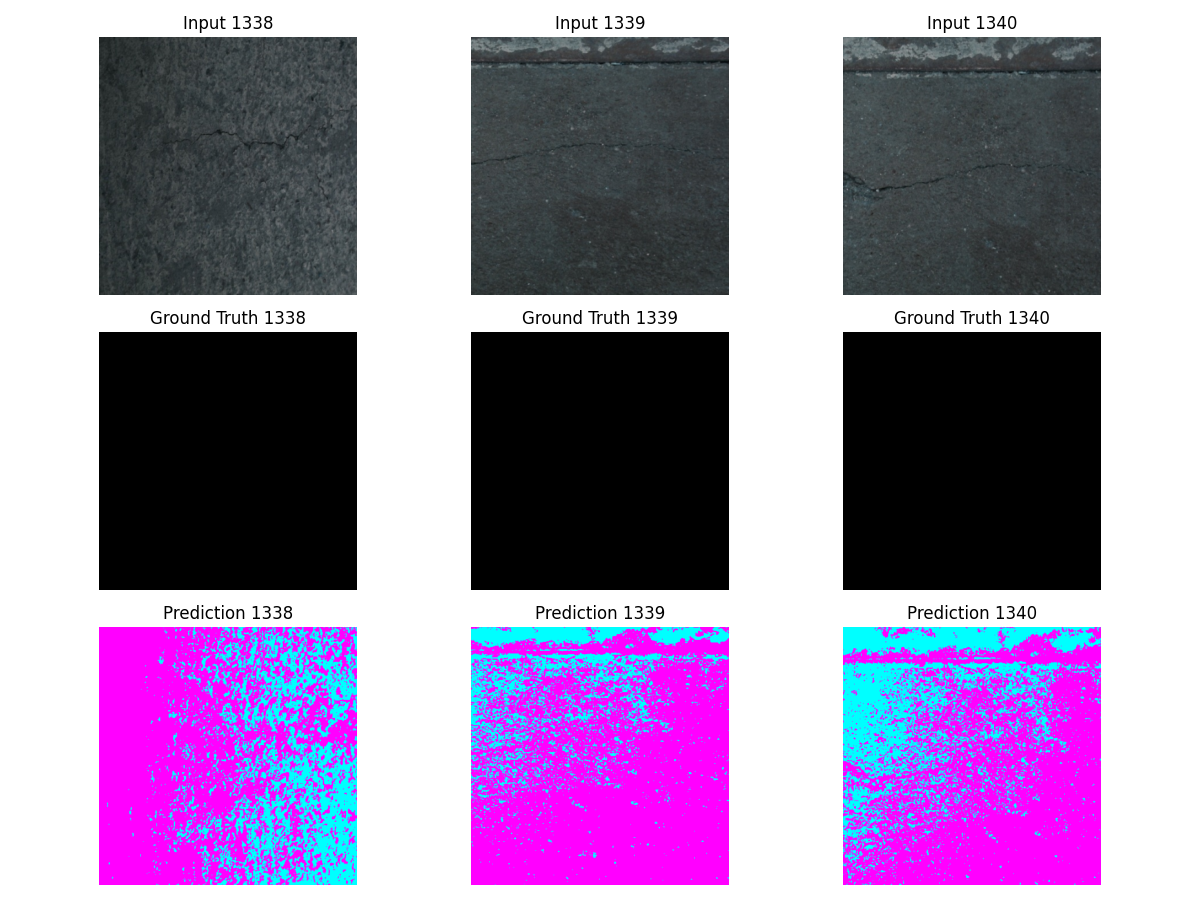 Input 1338
Input 1339
Input 1340
Ground Truth 1338
Ground Truth 1339
Ground Truth 1340
Prediction 1338
Prediction 1339
Prediction 1340